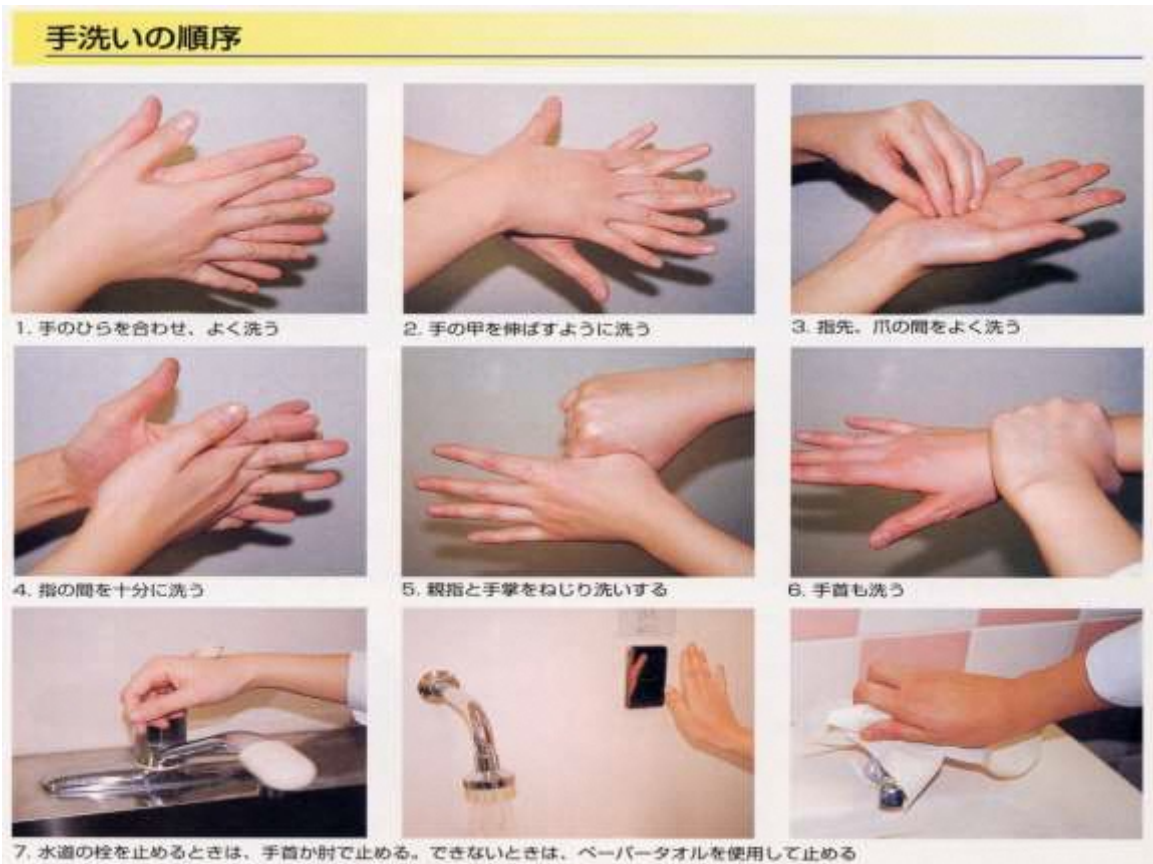 手洗いの順序
1. 手のひらを合わせ、よく洗う
2. 手の甲を伸ばすように洗う
3. 指先、爪の間をよく洗う
4. 指の間を十分に洗う
5. 親指と手掌をねじり洗いする
6. 手首も洗う
7. 水道の栓を止めるときは、手首か肘で止める。できないときは、ペーパータオルを使用して止める